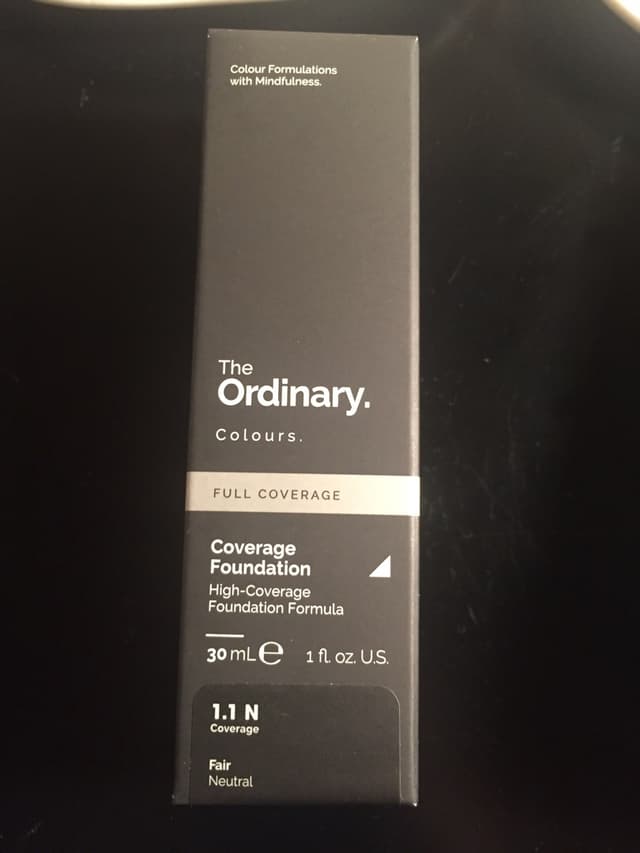 Colour Formulations
with Mindfulness.
The
Ordinary.
Colours.
FULL COVERAGE
Coverage
Foundation
High-Coverage
Foundation Formula
30 mL℮ 1 fl. oz. U.S.
1.1 N
Coverage
Fair
Neutral